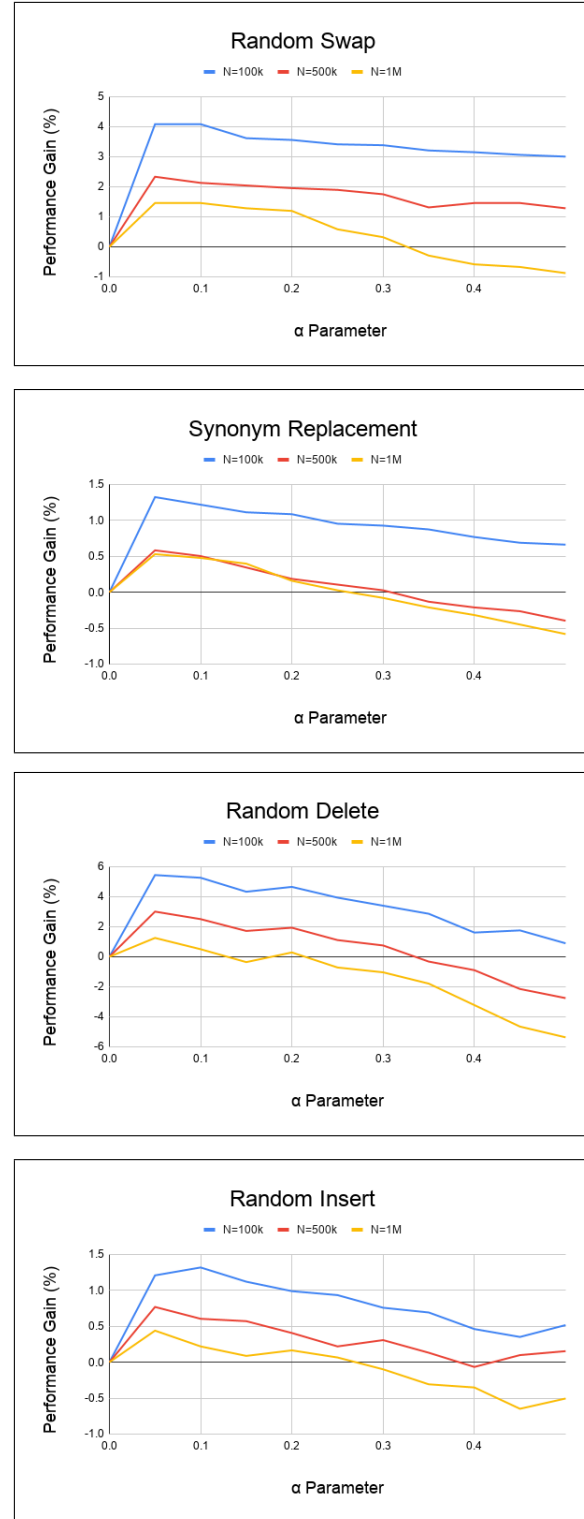 Random Swap
N=100k N=500k N=1M
Performance Gain (%)
5
4
3
2
1
0
-1
0.0 0.1 0.2 0.3 0.4
α Parameter
Synonym Replacement
N=100k N=500k N=1M
Performance Gain (%)
1.5
1.0
0.5
0.0
-0.5
-1.0
0.0 0.1 0.2 0.3 0.4
α Parameter
Random Delete
N=100k N=500k N=1M
Performance Gain (%)
6
4
2
0
-2
-4
-6
0.0 0.1 0.2 0.3 0.4
α Parameter
Random Insert
N=100k N=500k N=1M
Performance Gain (%)
1.5
1.0
0.5
0.0
-0.5
-1.0
0.0 0.1 0.2 0.3 0.4
α Parameter